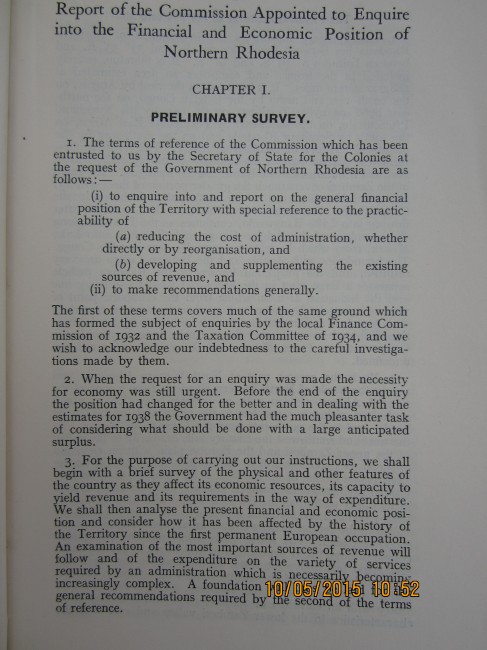 Report of the Commission Appointed to Enquire
into the Financial and Economic Position of
Northern Rhodesia
CHAPTER I.
PRELIMINARY SURVEY.
1. The terms of reference of the Commission which has been
entrusted to us by the Secretary of State for the Colonies at
the request of the Government of Northern Rhodesia are as
follows:—
(i) to enquire into and report on the general financial
position of the Territory with special reference to the practic-
ability of
(a) reducing the cost of administration, whether
directly or by reorganisation, and
(b) developing and supplementing the existing
sources of revenue, and
(ii) to make recommendations generally.
The first of these terms covers much of the same ground which
has formed the subject of enquiries by the local Finance Com-
mission of 1932 and the Taxation Committee of 1934, and we
wish to acknowledge our indebtedness to the careful investiga-
tions made by them.
2. When the request for an enquiry was made the necessity
for economy was still urgent. Before the end of the enquiry
the position had changed for the better and in dealing with the
estimates for 1938 the Government had the much pleasanter task
of considering what should be done with a large anticipated
surplus.
3. For the purpose of carrying out our instructions, we shall
begin with a brief survey of the physical and other features of
the country as they affect its economic resources, its capacity to
yield revenue and its requirements in the way of expenditure.
We shall then analyse the present financial and economic posi-
tion and consider how it has been affected by the history of
the Territory since the first permanent European occupation.
An examination of the most important sources of revenue will
follow and of the expenditure on the variety of services
required by an administration which is necessarily becoming
increasingly complex. A foundation
general recommendations required by the second of the terms
of reference.
10/05/2015 10:52